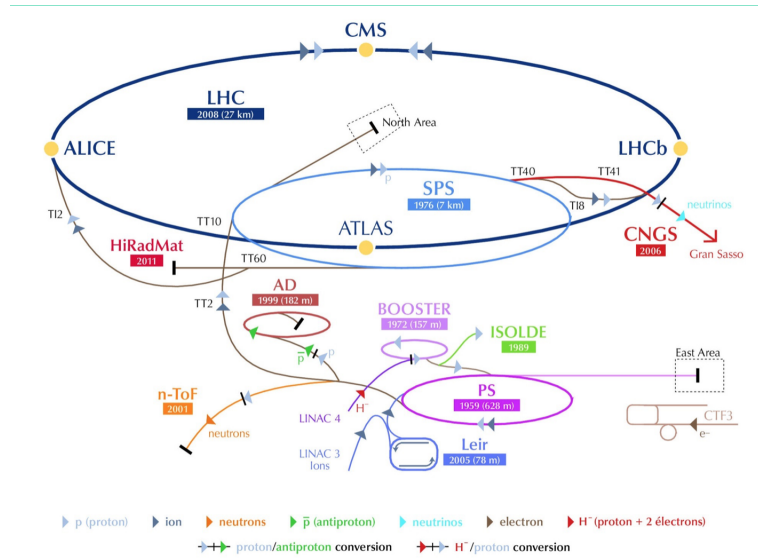 CMS
LHC
2008 (27 km)
North Area
ALICE
LHCb
TT40
TT41
p
SPS
1976 (7 km)
TI8
neutrinos
TI2
TT10
ATLAS
CNGS
2006
Gran Sasso
HiRadMat
2011
TT60
AD
1999 (182 m)
TT2
BOOSTER
1972 (157 m)
ISOLDE
1989
p̅
p
East Area
n-ToF
2001
PS
1959 (628 m)
LINAC 4
H⁻
neutrons
CTF3
e−
LINAC 3
Ions
Leir
2005 (78 m)
p (proton)
ion
neutrons
p̅ (antiproton)
neutrinos
electron
H⁻(proton + 2 électrons)
proton/antiproton conversion
H⁻/proton conversion